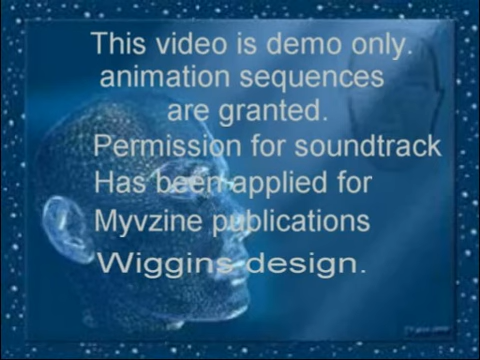 This video is demo only.
animation sequences
are granted.
Permission for soundtrack
Has been applied for
Myvzine publications
Wiggins design.